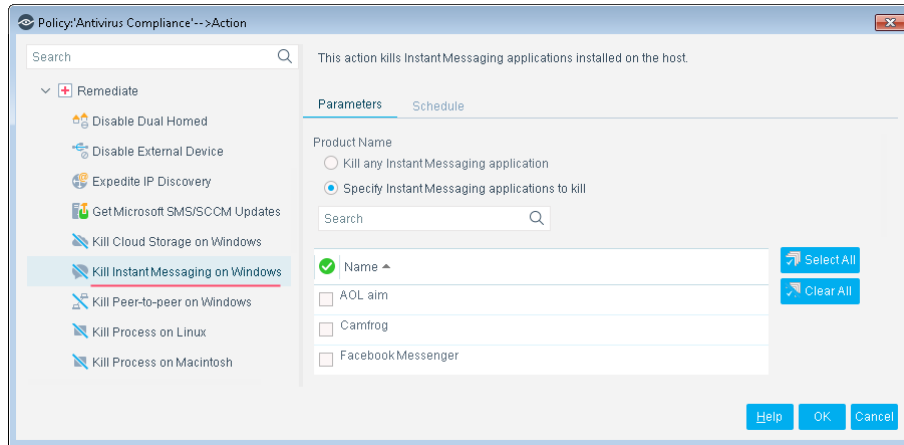 Policy:'Antivirus Compliance'-->Action
Search
Remediate
Disable Dual Homed
Disable External Device
Expedite IP Discovery
Get Microsoft SMS/SCCM Updates
Kill Cloud Storage on Windows
Kill Instant Messaging on Windows
Kill Peer-to-peer on Windows
Kill Process on Linux
Kill Process on Macintosh
This action kills Instant Messaging applications installed on the host.
Parameters Schedule
Product Name
Kill any Instant Messaging application
Specify Instant Messaging applications to kill
Search
Name
AOL aim
Camfrog
Facebook Messenger
Select All
Clear All
Help OK Cancel